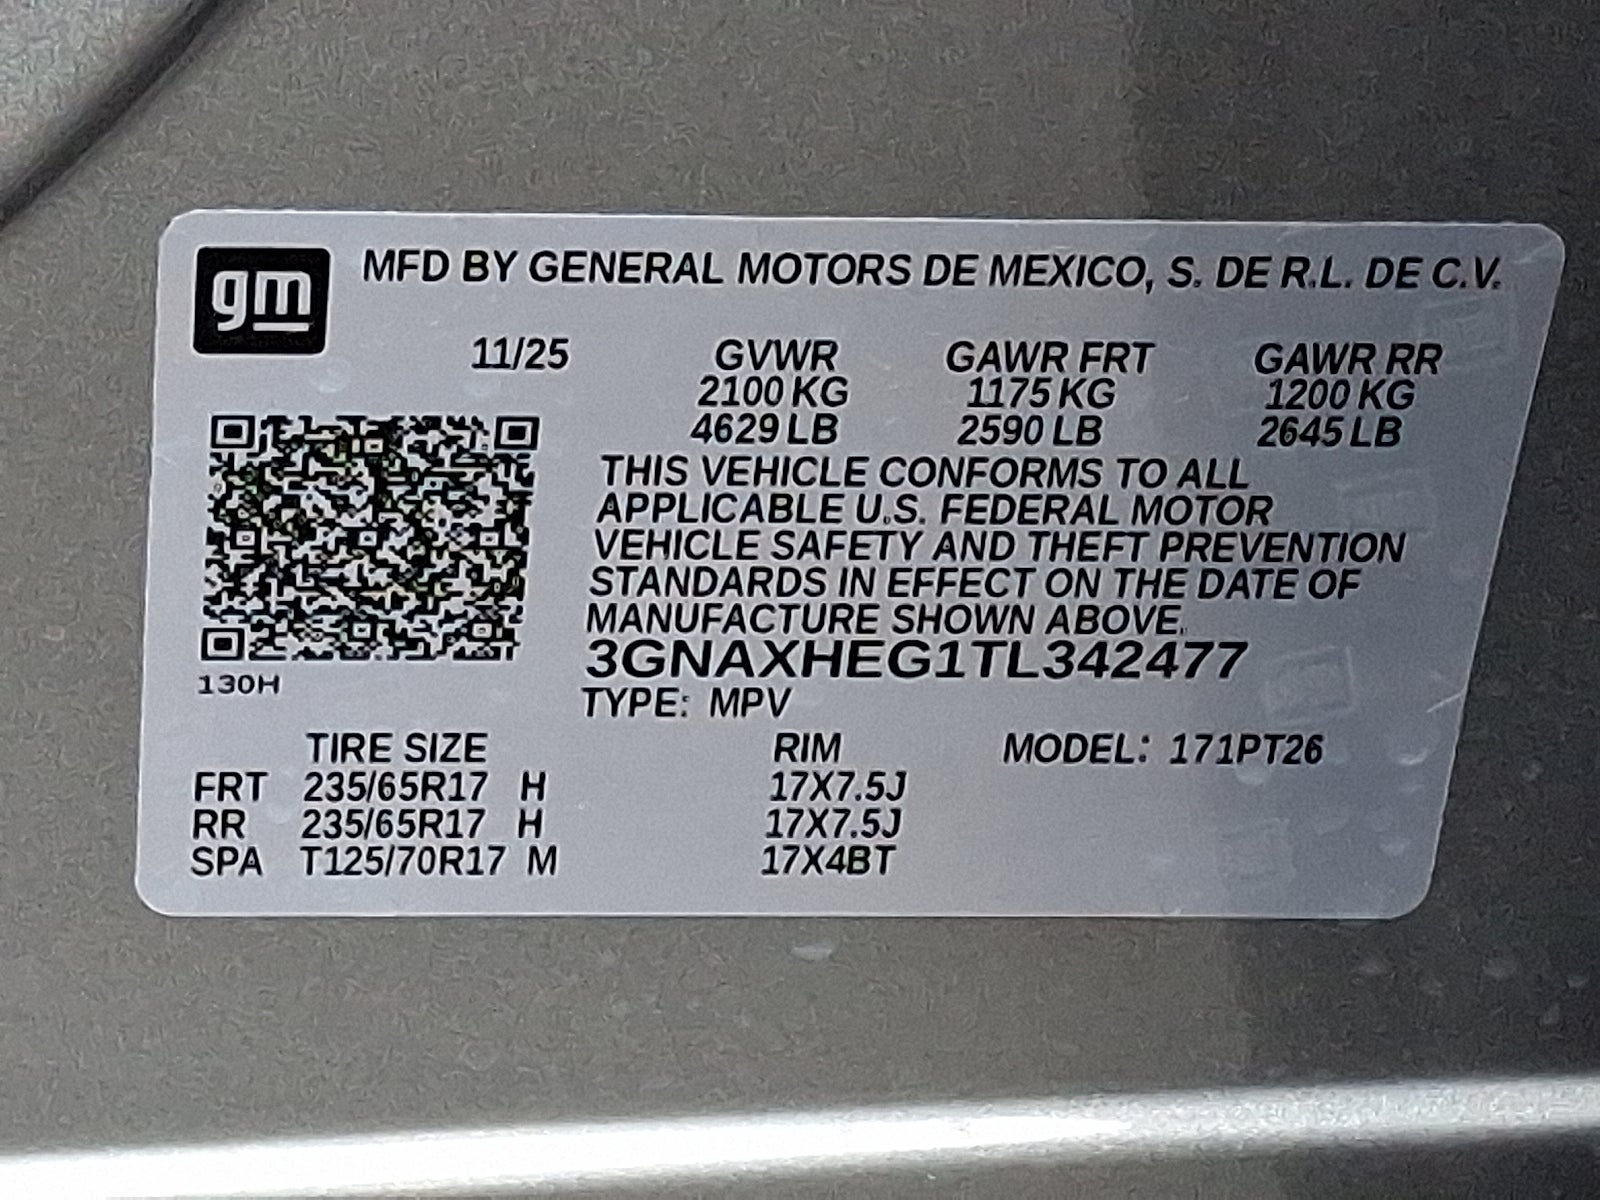 gm
MFD BY GENERAL MOTORS DE MEXICO, S. DE R.L. DE C.V.
11/25 GVWR GAWR FRT GAWR RR
2100 KG 1175 KG 1200 KG
4629 LB 2590 LB 2645 LB
THIS VEHICLE CONFORMS TO ALL
APPLICABLE U.S. FEDERAL MOTOR
VEHICLE SAFETY AND THEFT PREVENTION
STANDARDS IN EFFECT ON THE DATE OF
MANUFACTURE SHOWN ABOVE.
3GNAXHEG1TL342477
130H
TYPE: MPV
TIRE SIZE RIM MODEL: 171PT26
FRT 235/65R17 H 17X7.5J
RR 235/65R17 H 17X7.5J
SPA T125/70R17 M 17X4BT